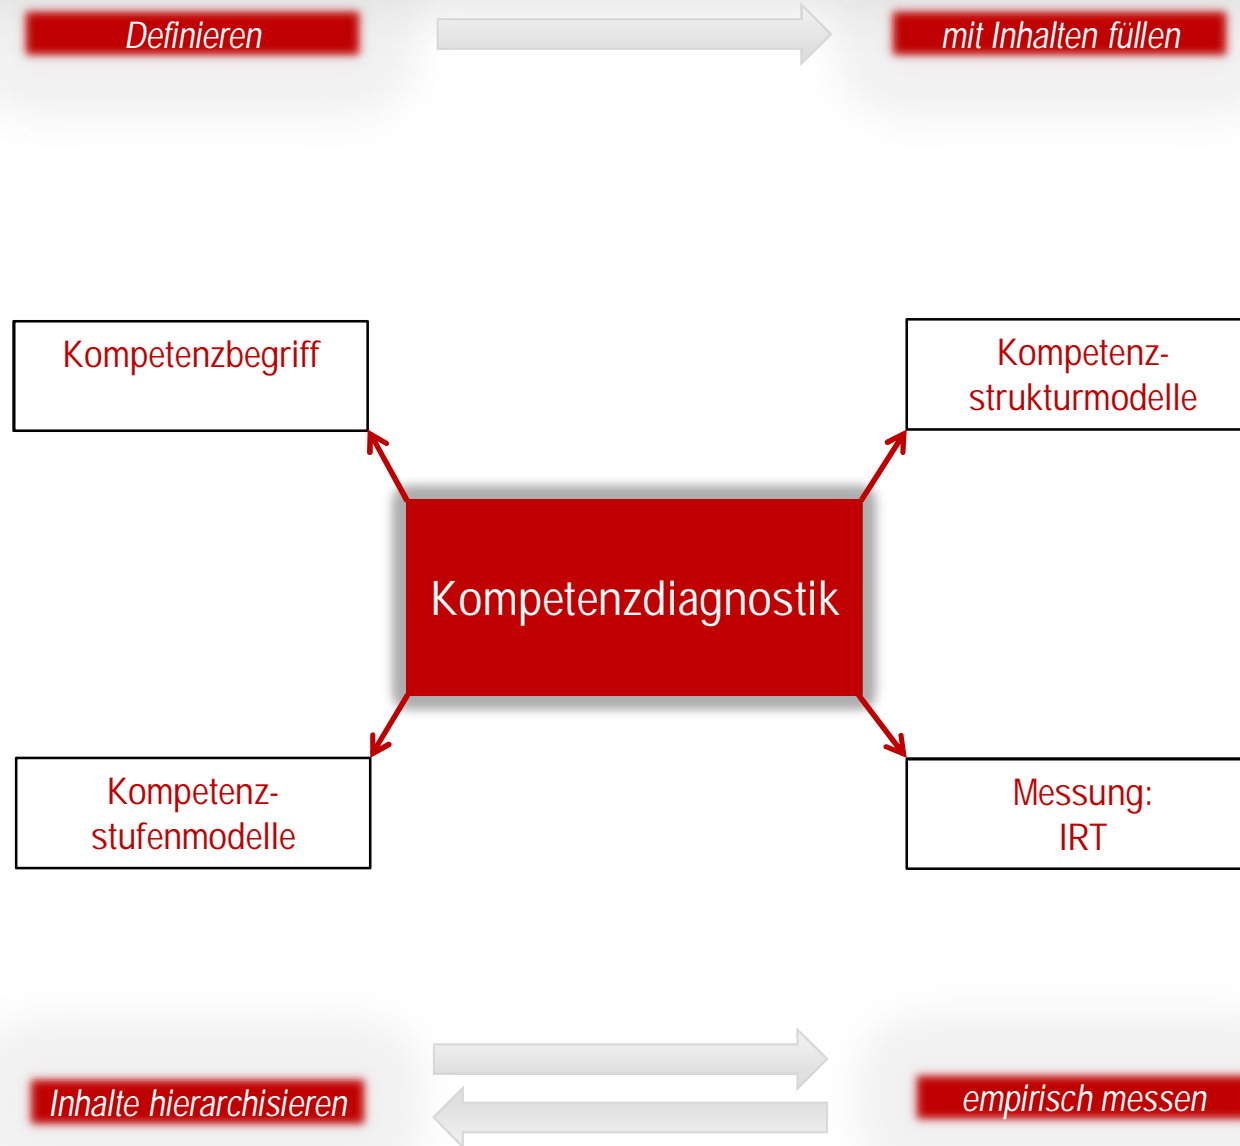 Definieren
mit Inhalten füllen
Kompetenzbegriff
Kompetenz-
strukturmodelle
Kompetenzdiagnostik
Kompetenz-
stufenmodelle
Messung:
IRT
Inhalte hierarchisieren
empirisch messen